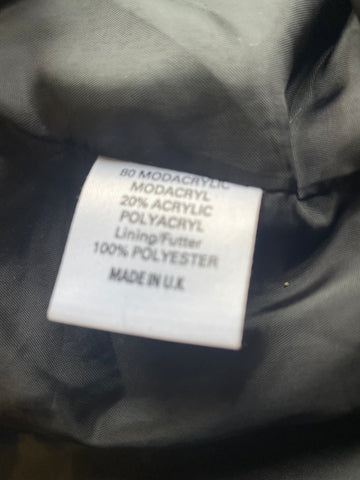 80 MODACRYLIC
MODACRYL
20% ACRYLIC
POLYACRYL
Lining/Futter
100% POLYESTER
MADE IN U.K